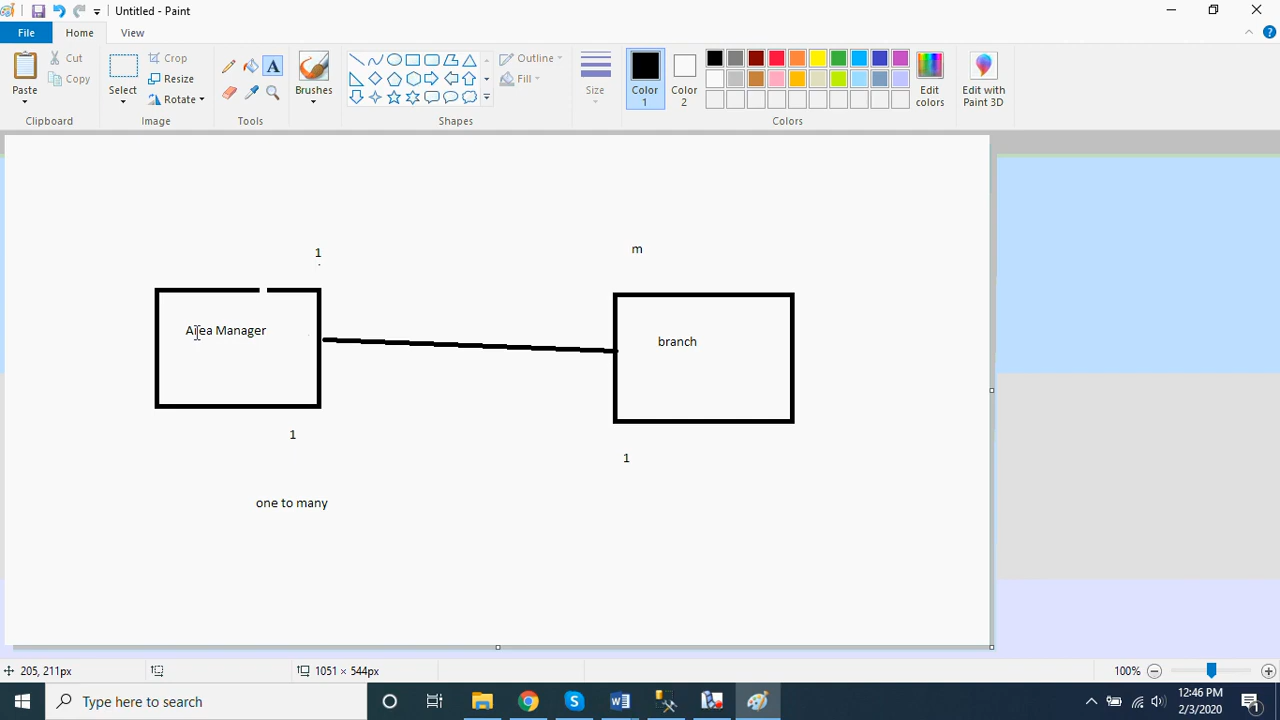 Untitled - Paint
File
Home
View
Paste
Cut
Copy
Clipboard
Select
Crop
Resize
Rotate
Image
A
Tools
Brushes
Outline
Fill
Shapes
Size
Color 1
Color 2
Colors
Edit colors
Edit with Paint 3D
1
m
Area Manager
branch
1
1
one to many
205, 211px
1051 × 544px
100%
Type here to search
12:46 PM
2/3/2020